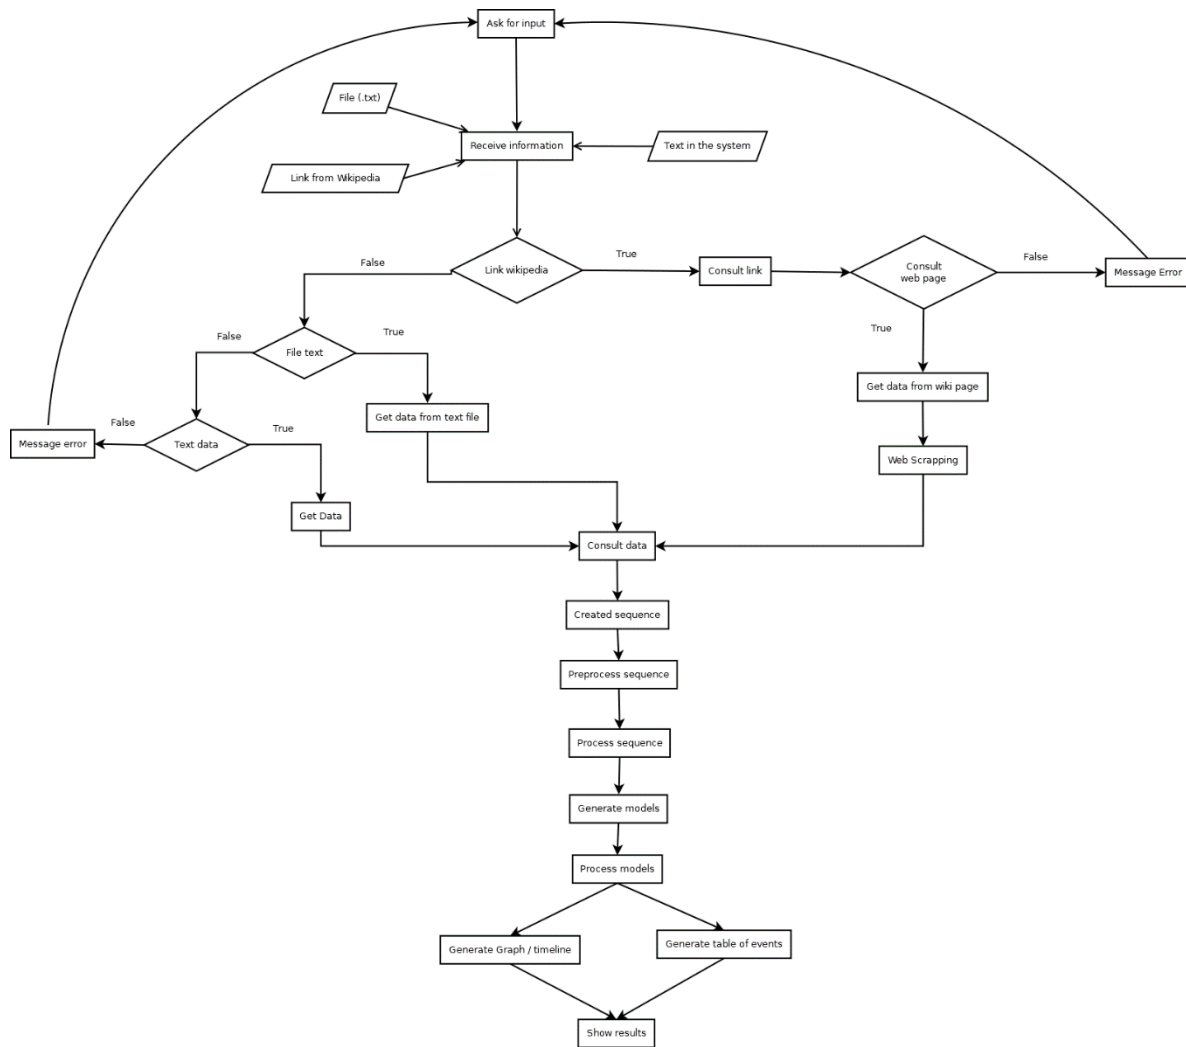 Ask for input
File (.txt)
Receive information
Text in the system
Link from Wikipedia
Link wikipedia
True
False
Consult link
Consult
web page
False
Message Error
True
File text
False
True
Get data from wiki page
Get data from text file
Message error
False
Text data
True
Web Scrapping
Get Data
Consult data
Created sequence
Preprocess sequence
Process sequence
Generate models
Process models
Generate Graph / timeline
Generate table of events
Show results